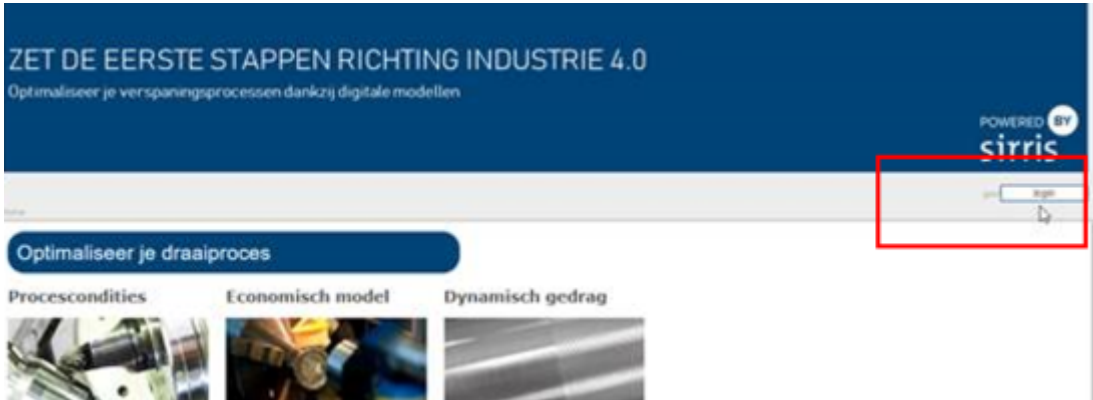 ZET DE EERSTE STAPPEN RICHTING INDUSTRIE 4.0
Optimaliseer je verspaningsprocessen dankzij digitale modellen
POWERED BY
sirris
login
Optimaliseer je draaiproces
Procescondities Economisch model Dynamisch gedrag